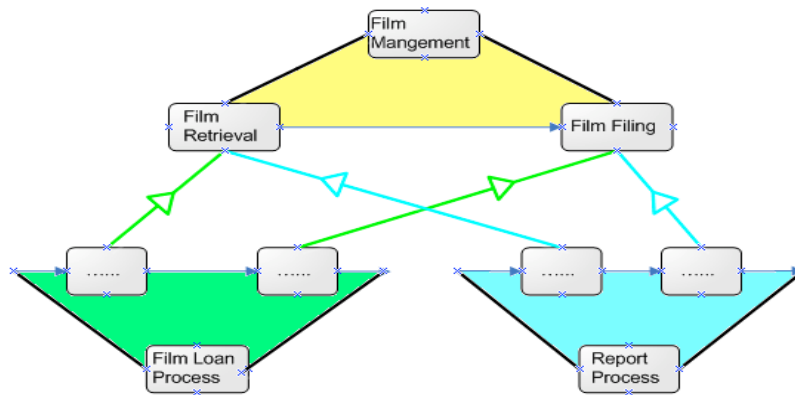 Film
Mangement
Film
Retrieval
Film Filing
......
......
......
......
Film Loan
Process
Report
Process